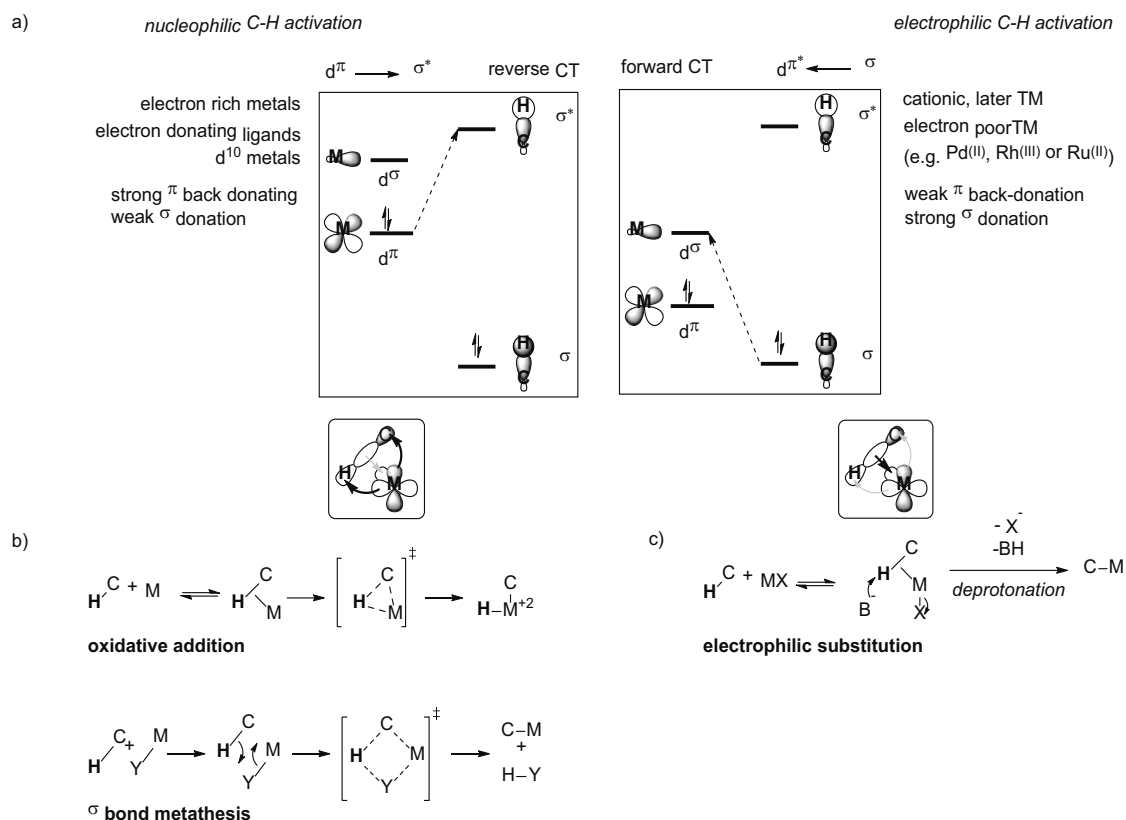 a)
nucleophilic C-H activation
electrophilic C-H activation
dπ → σ*
reverse CT
forward CT
dπ* ← σ
electron rich metals
electron donating ligands
d10 metals
strong π back donating
weak σ donation
H
C
σ*
M
dσ
M
dπ
H
C
σ
H
C
σ*
M
dσ
M
dπ
H
C
σ
cationic, later TM
electron poorTM
(e.g. Pd(II), Rh(III) or Ru(II))
weak π back-donation
strong σ donation
C
H
M
C
H
M
b)
H C + M
C
H
M
C
H
M
‡
C
H–M+2
oxidative addition
c)
H C + MX
C
H
M
X
B-
- X-
-BH
deprotonation
C–M
electrophilic substitution
H C + Y M
C
H
M
Y
C
H
M
Y
‡
C–M
+
H–Y
σ bond metathesis